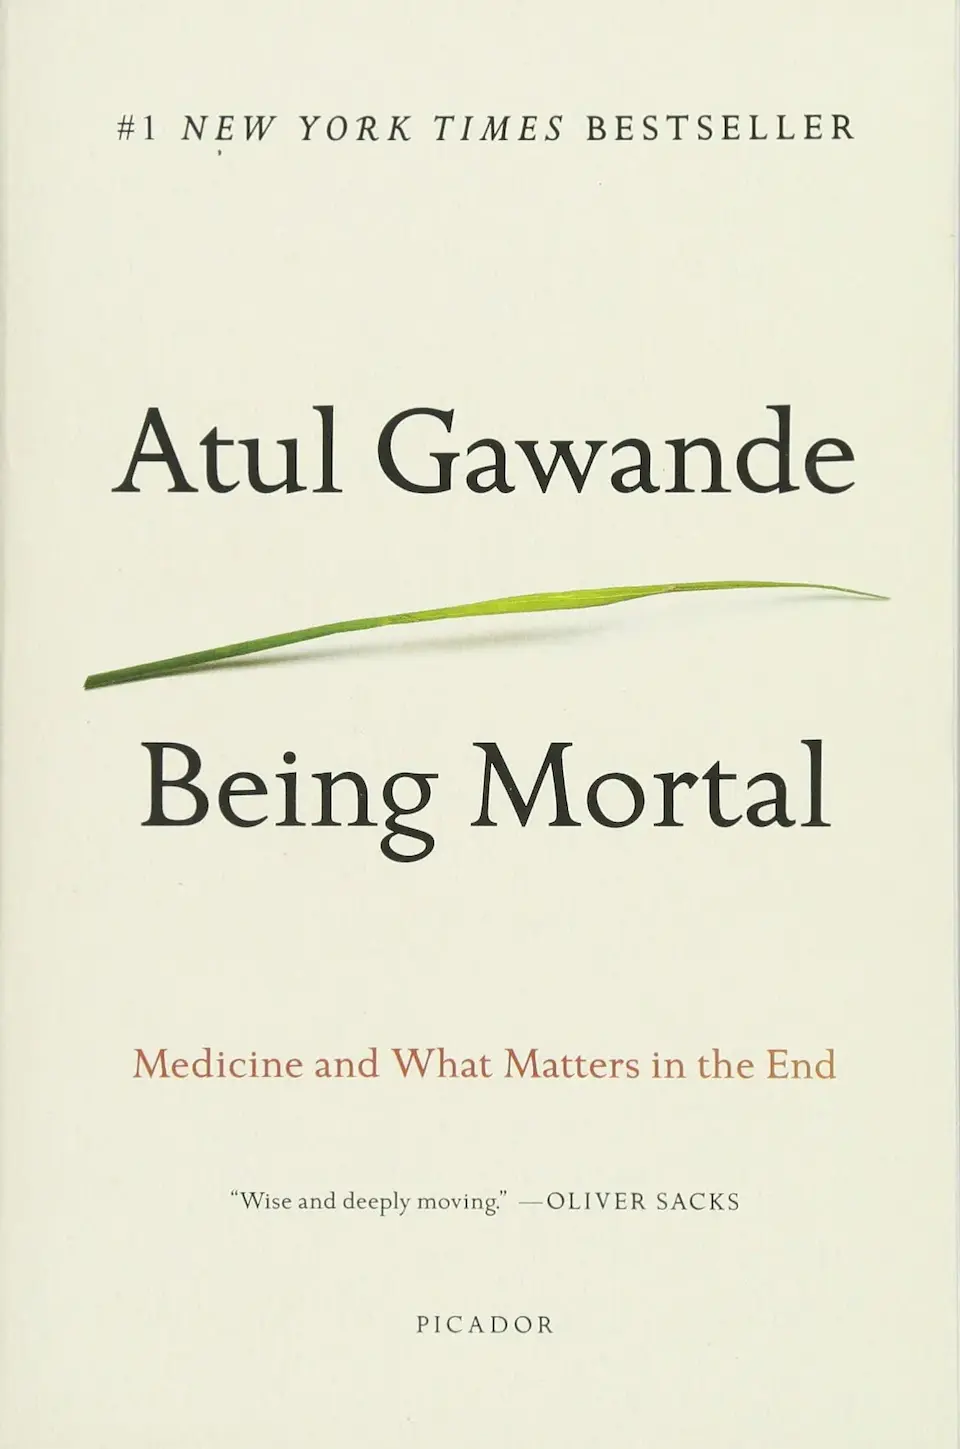 #1 NEW YORK TIMES BESTSELLER
Atul Gawande
Being Mortal
Medicine and What Matters in the End
“Wise and deeply moving.” —OLIVER SACKS
PICADOR